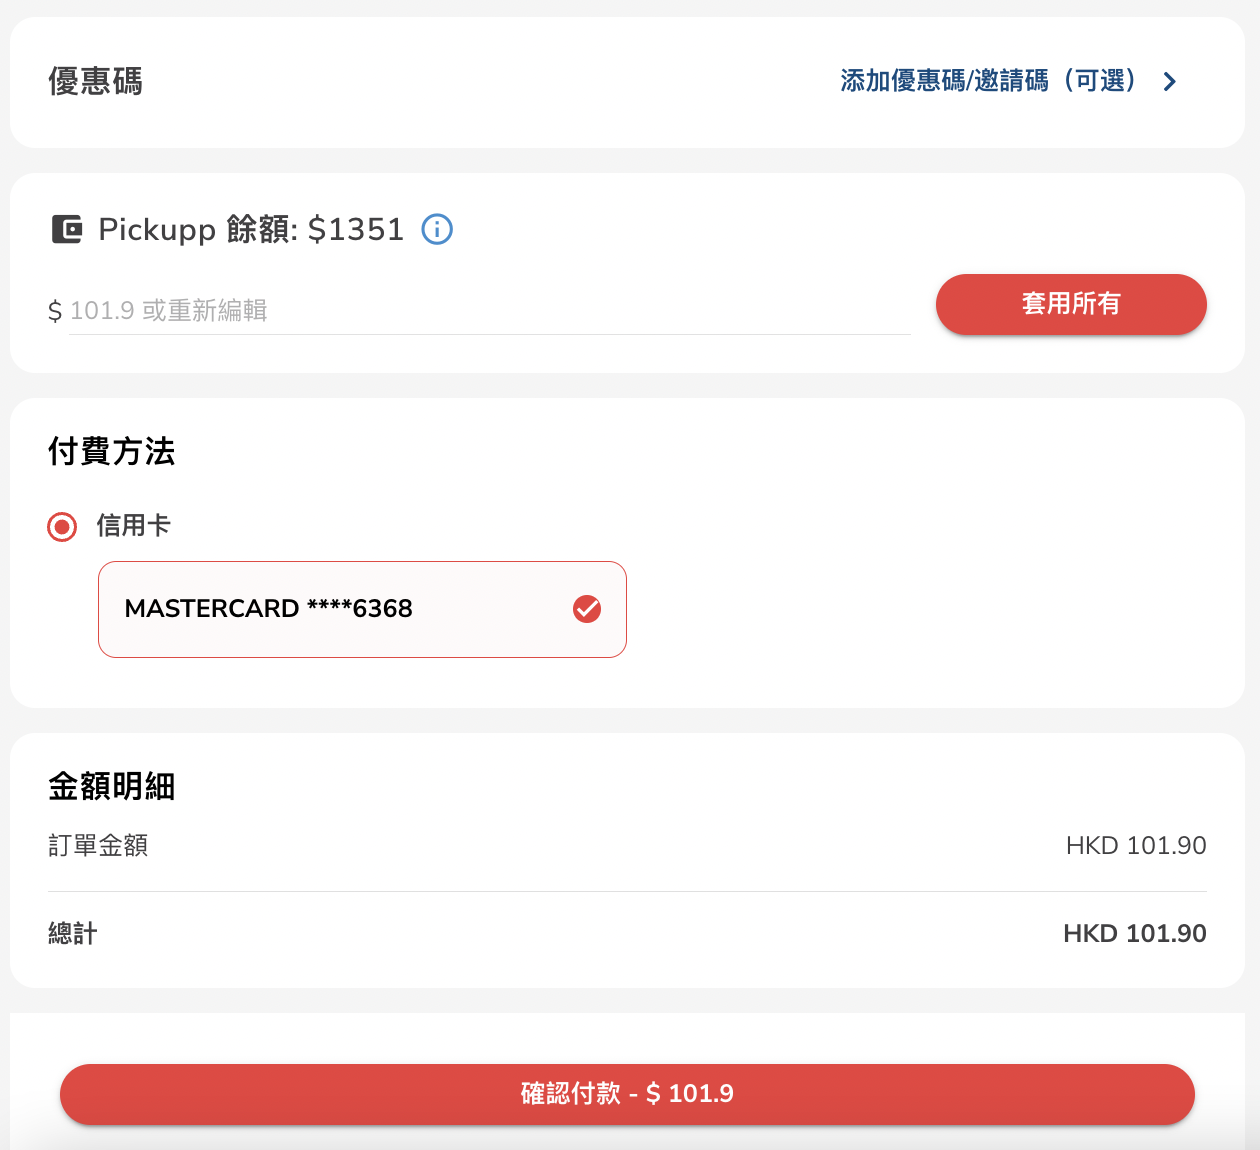 優惠碼
添加優惠碼/邀請碼（可選）
Pickupp 餘額: $1351
$ 101.9 或重新編輯
套用所有
付費方法
信用卡
MASTERCARD ****6368
金額明細
訂單金額 HKD 101.90
總計 HKD 101.90
確認付款 - $ 101.9